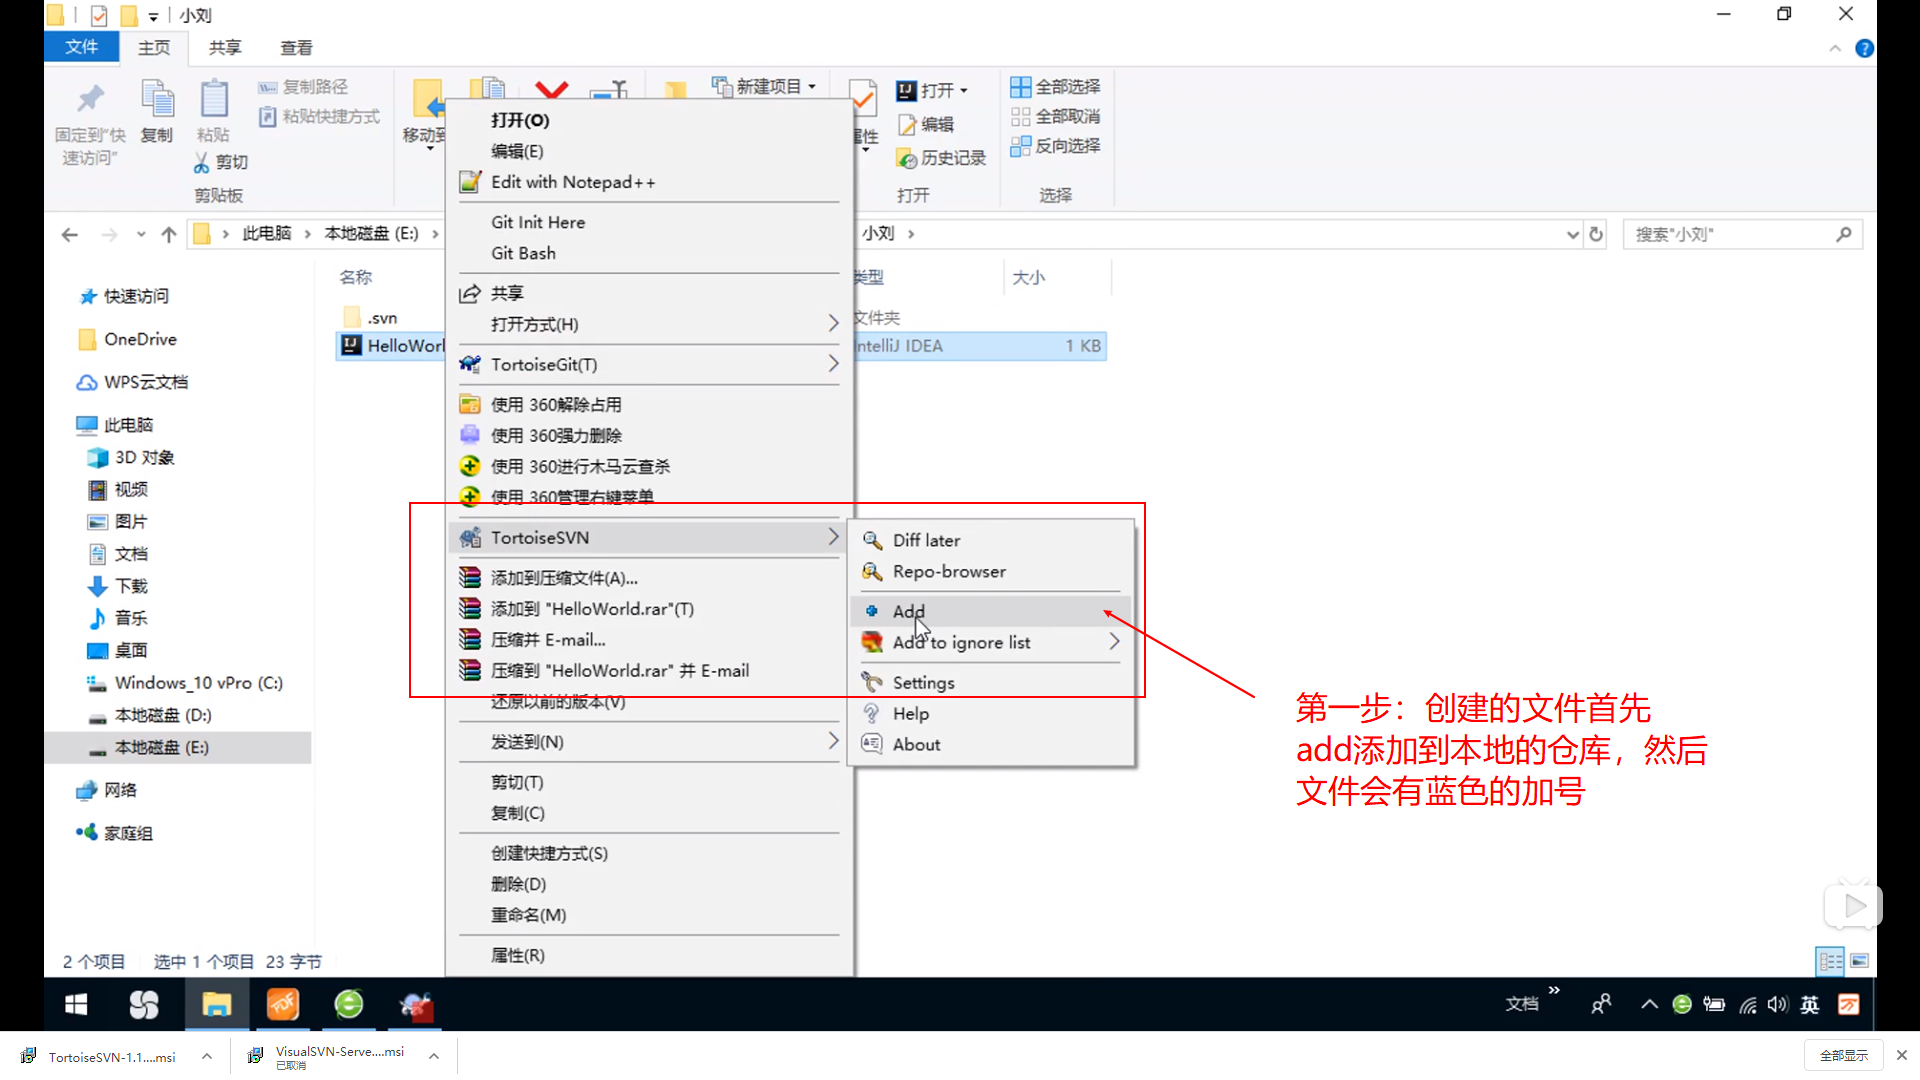 小刘
文件
主页
共享
查看
固定到"快
速访问"
复制
粘贴
剪切
复制路径
粘贴快捷方式
剪贴板
移动到
新建项目
属性
打开
编辑
历史记录
打开
全部选择
全部取消
反向选择
选择
此电脑
本地磁盘 (E:)
小刘
搜索"小刘"
快速访问
OneDrive
WPS云文档
此电脑
3D 对象
视频
图片
文档
下载
音乐
桌面
Windows_10 vPro (C:)
本地磁盘 (D:)
本地磁盘 (E:)
网络
家庭组
名称
类型
大小
.svn
文件夹
HelloWorl
IntelliJ IDEA
1 KB
打开(O)
编辑(E)
Edit with Notepad++
Git Init Here
Git Bash
共享
打开方式(H)
TortoiseGit(T)
使用 360解除占用
使用 360强力删除
使用 360进行木马云查杀
使用 360管理右键菜单
TortoiseSVN
添加到压缩文件(A)...
添加到 "HelloWorld.rar"(T)
压缩并 E-mail...
压缩到 "HelloWorld.rar" 并 E-mail
还原以前的版本(V)
发送到(N)
剪切(T)
复制(C)
创建快捷方式(S)
删除(D)
重命名(M)
属性(R)
Diff later
Repo-browser
Add
Add to ignore list
Settings
Help
About
第一步：创建的文件首先
add添加到本地的仓库，然后
文件会有蓝色的加号
2 个项目
选中 1 个项目 23 字节
文档
英
TortoiseSVN-1.1....msi
VisualSVN-Serve....msi
已取消
全部显示